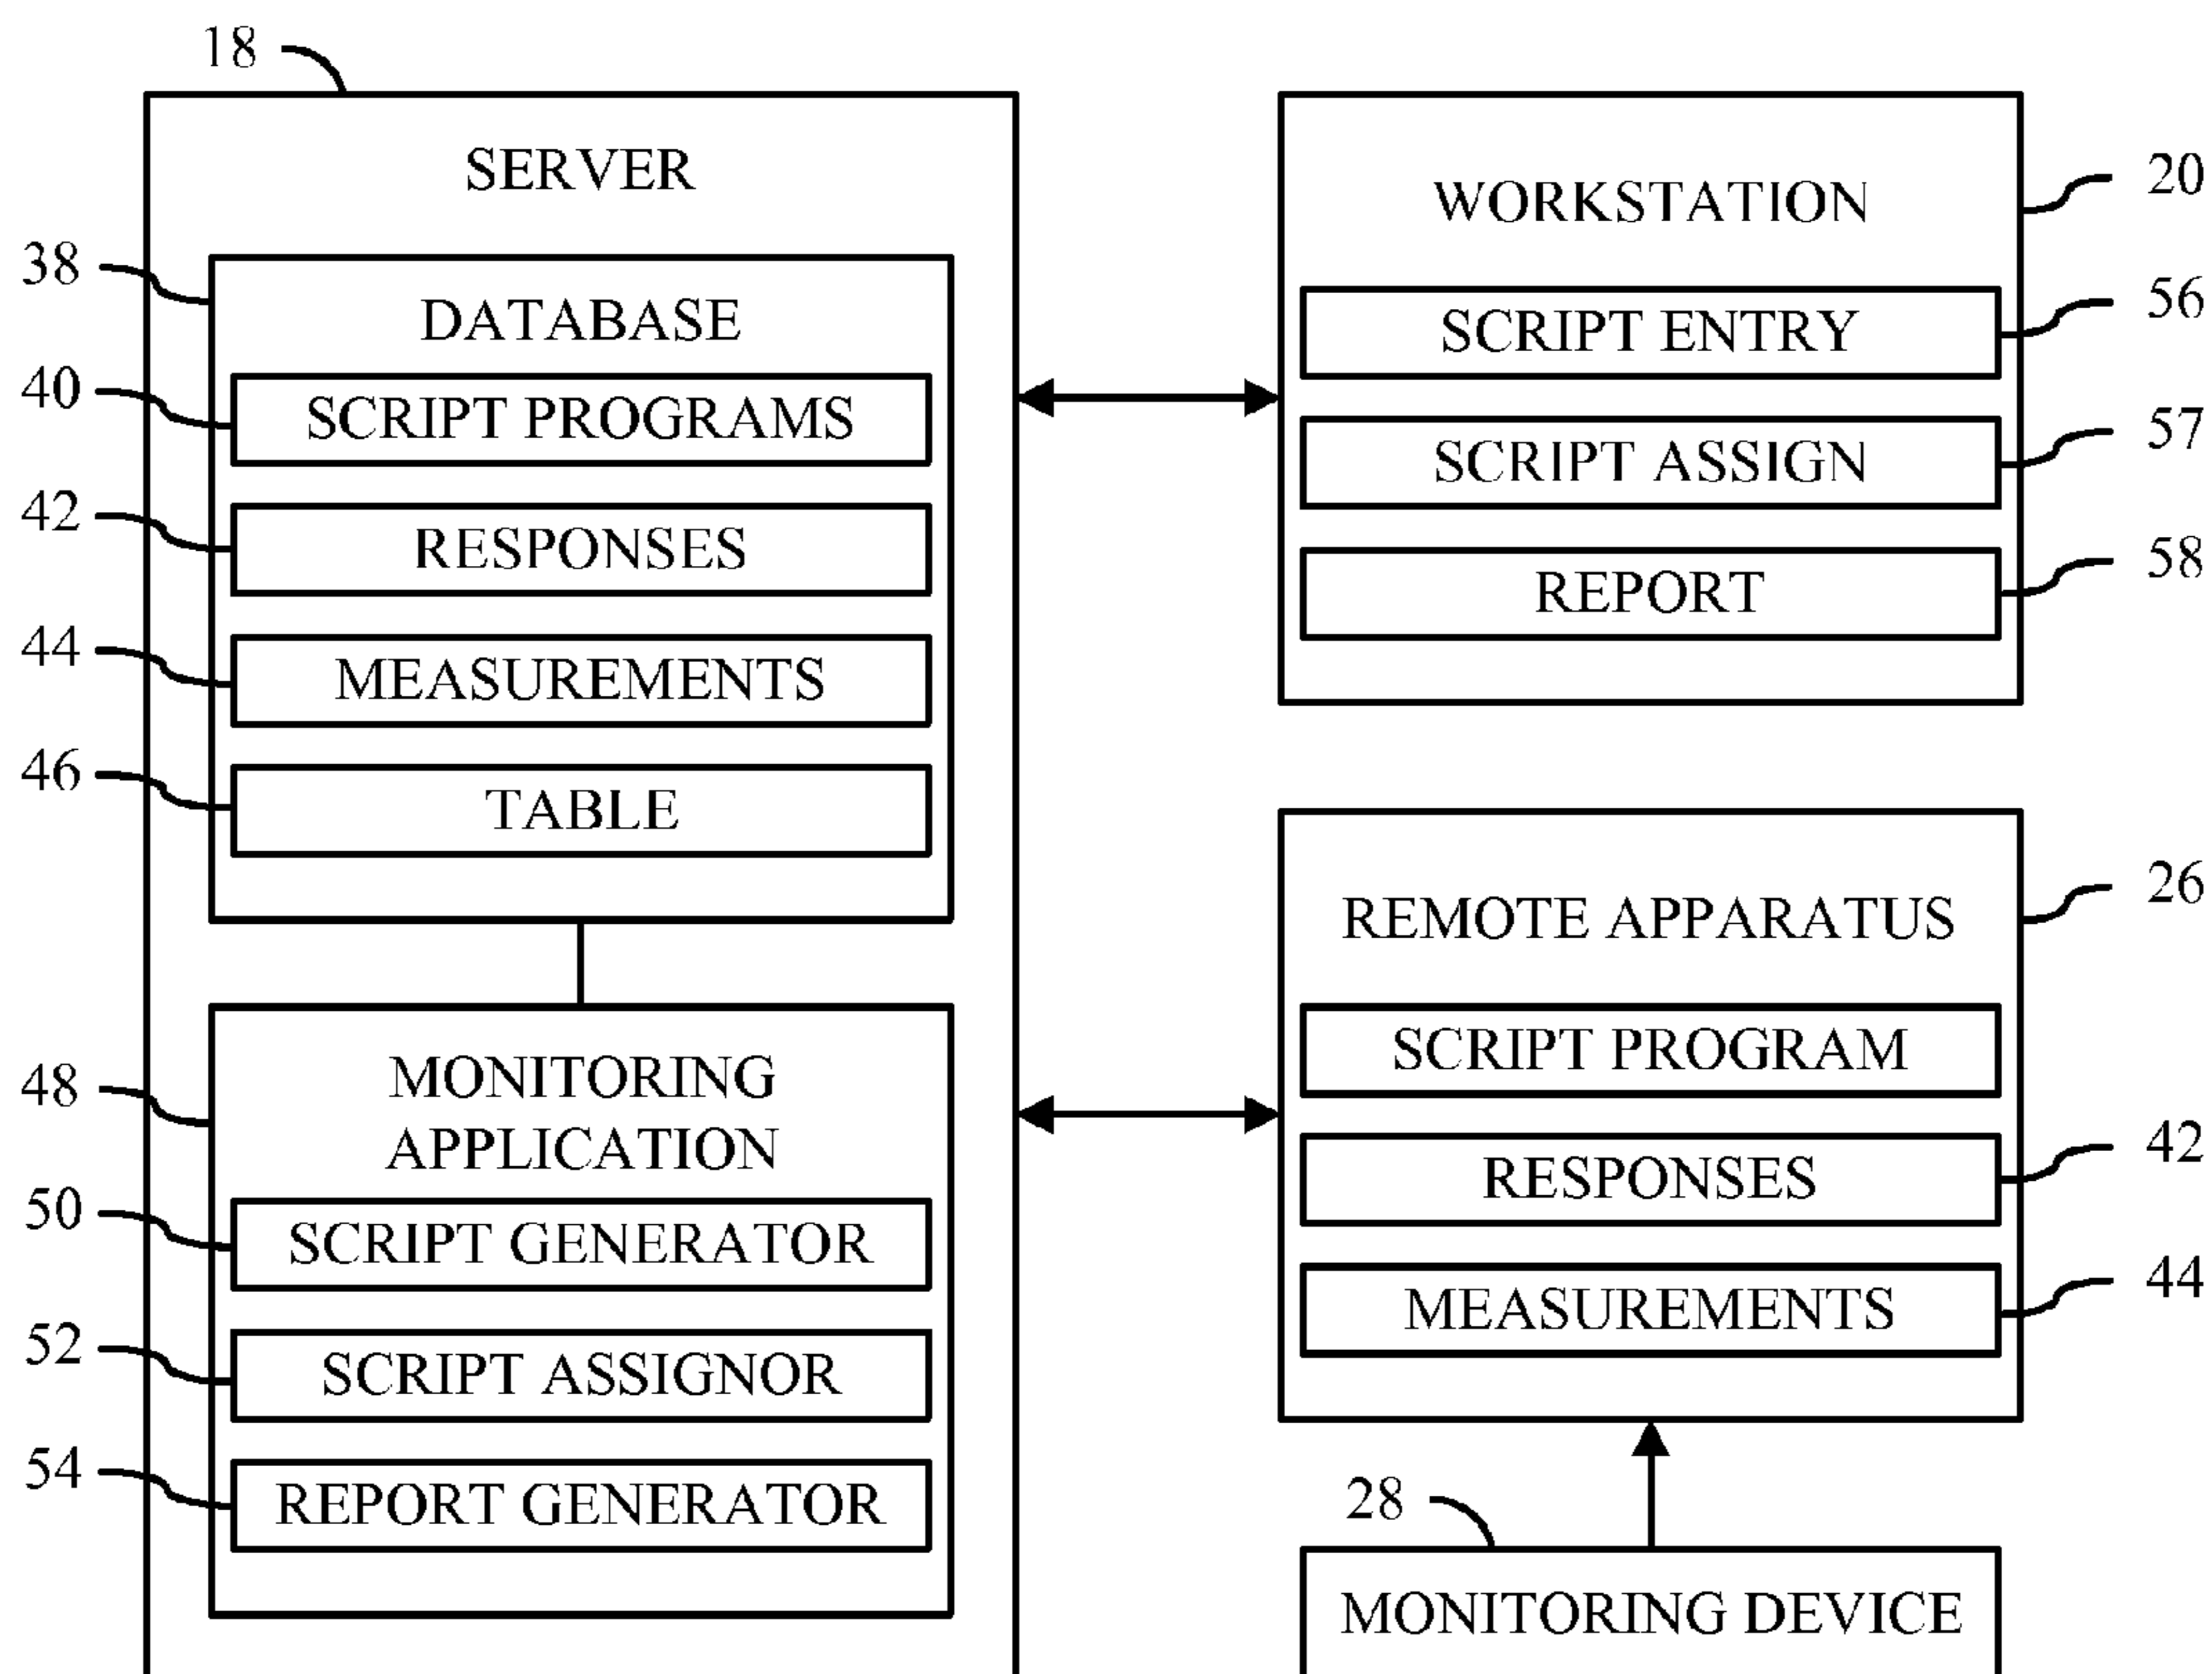 18
SERVER
38
DATABASE
40
SCRIPT PROGRAMS
42
RESPONSES
44
MEASUREMENTS
46
TABLE
48
MONITORING
APPLICATION
50
SCRIPT GENERATOR
52
SCRIPT ASSIGNOR
54
REPORT GENERATOR
WORKSTATION
20
SCRIPT ENTRY
56
SCRIPT ASSIGN
57
REPORT
58
REMOTE APPARATUS
26
SCRIPT PROGRAM
RESPONSES
42
MEASUREMENTS
44
28
MONITORING DEVICE